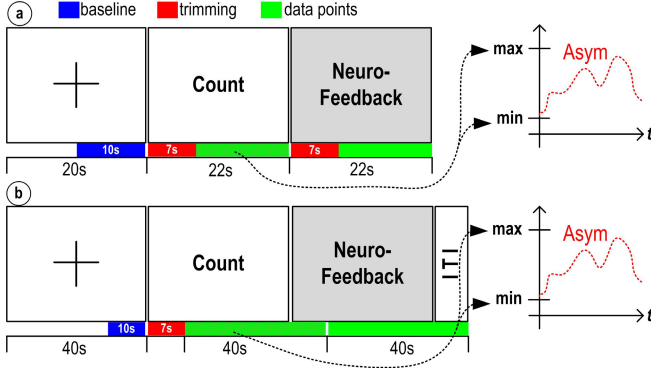 a baseline trimming data points
Count
Neuro-
Feedback
10s 7s 7s
20s 22s 22s
max
min
Asym
t
b
Count
Neuro-
Feedback
ITI
10s 7s
40s 40s 40s
max
min
Asym
t